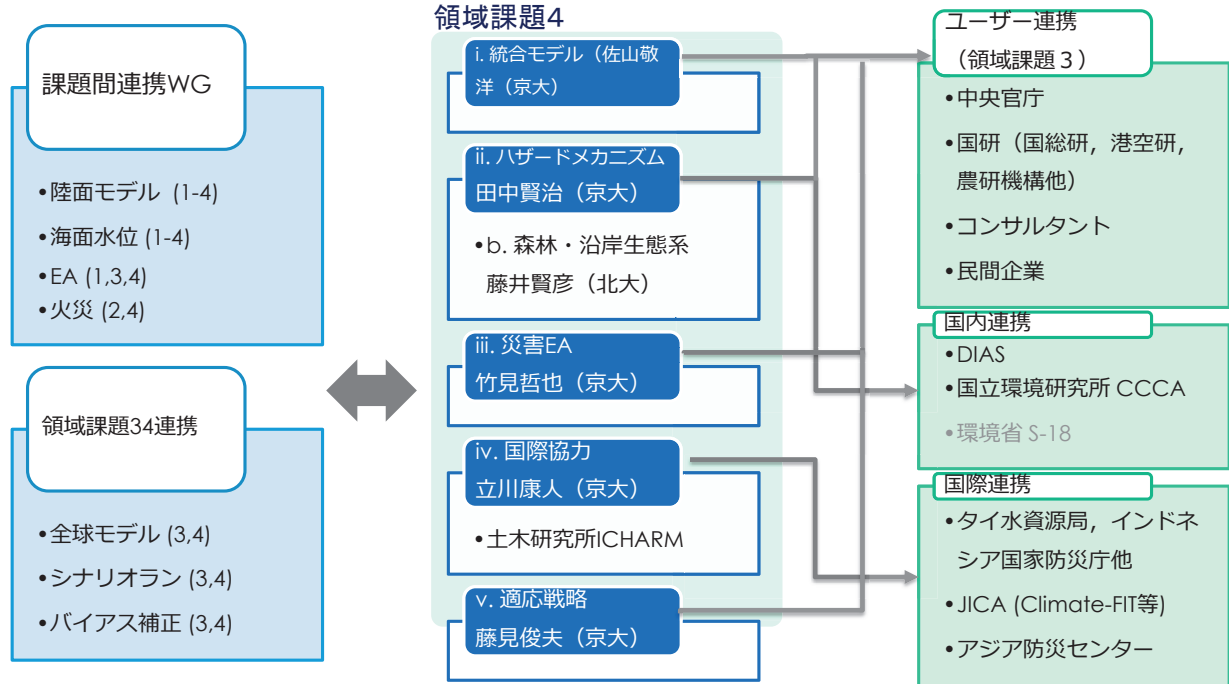 領域課題4
課題間連携WG
•陸面モデル (1-4)
•海面水位 (1-4)
•EA (1,3,4)
•火災 (2,4)
領域課題34連携
•全球モデル (3,4)
•シナリオラン (3,4)
•バイアス補正 (3,4)
i. 統合モデル（佐山敬
洋（京大）
ii. ハザードメカニズム
田中賢治（京大）
•b. 森林・沿岸生態系
藤井賢彦（北大）
iii. 災害EA
竹見哲也（京大）
iv. 国際協力
立川康人（京大）
•土木研究所ICHARM
v. 適応戦略
藤見俊夫（京大）
ユーザー連携
（領域課題３）
•中央官庁
•国研（国総研，港空研，
農研機構他）
•コンサルタント
•民間企業
国内連携
•DIAS
•国立環境研究所 CCCA
•環境省 S-18
国際連携
•タイ水資源局，インドネ
シア国家防災庁他
•JICA (Climate-FIT等)
•アジア防災センター